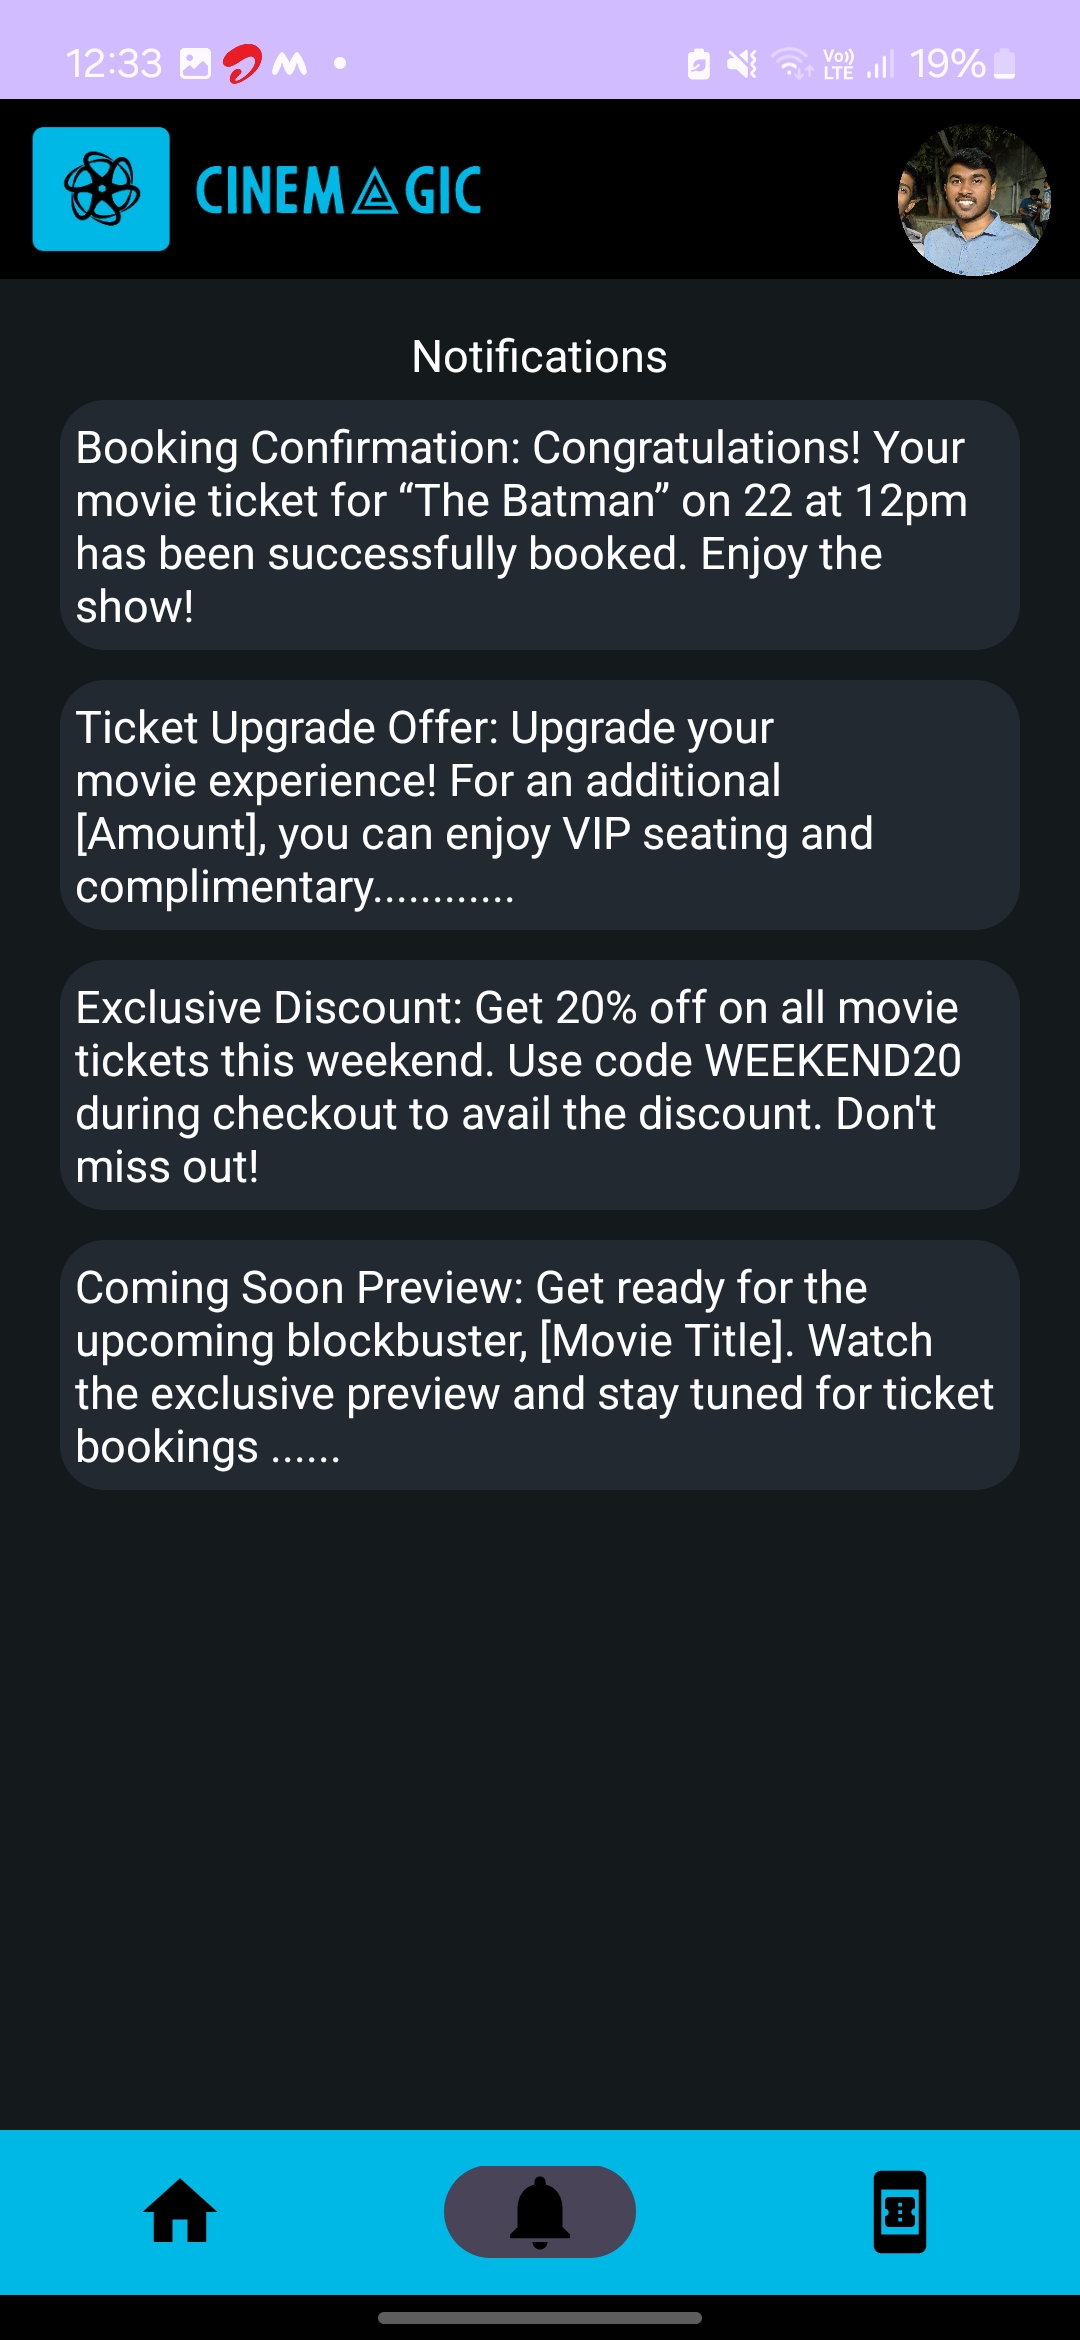 12:33 Vo)) LTE 19%
CINEMAGIC
Notifications
Booking Confirmation: Congratulations! Your
movie ticket for “The Batman” on 22 at 12pm
has been successfully booked. Enjoy the
show!
Ticket Upgrade Offer: Upgrade your
movie experience! For an additional
[Amount], you can enjoy VIP seating and
complimentary............
Exclusive Discount: Get 20% off on all movie
tickets this weekend. Use code WEEKEND20
during checkout to avail the discount. Don't
miss out!
Coming Soon Preview: Get ready for the
upcoming blockbuster, [Movie Title]. Watch
the exclusive preview and stay tuned for ticket
bookings ......